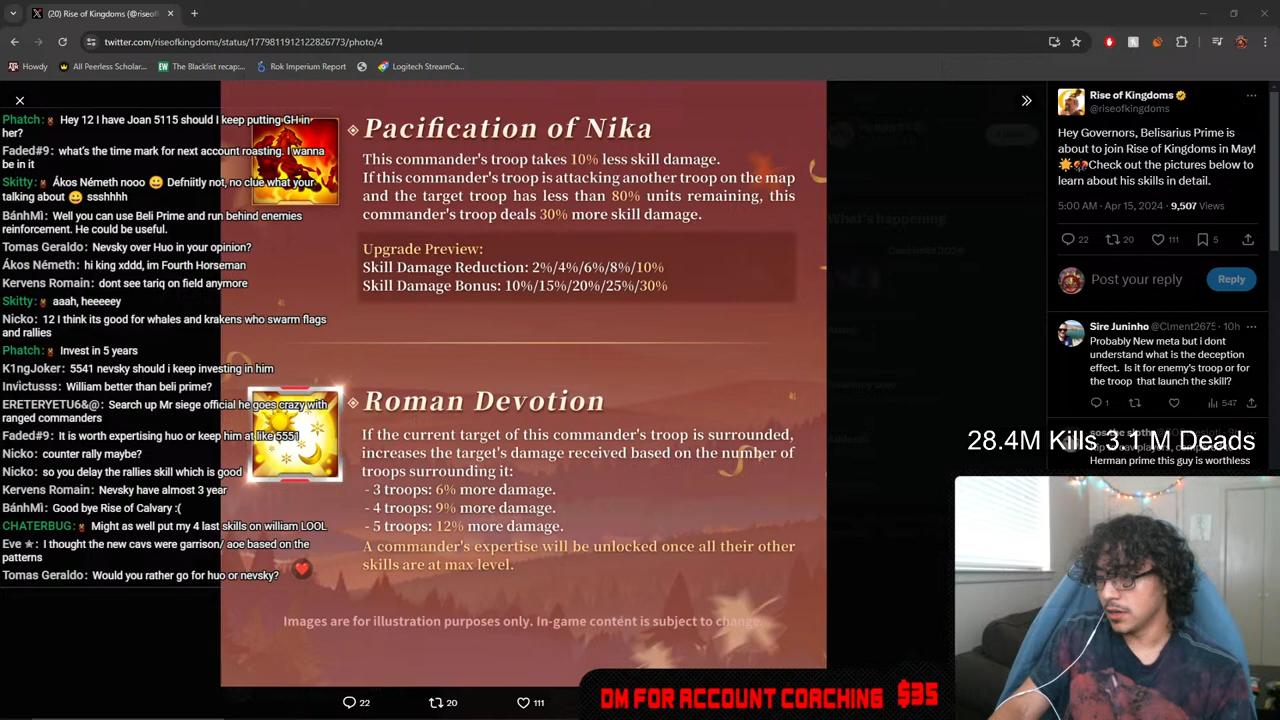 (20) Rise of Kingdoms (@riseof
twitter.com/riseofkingdoms/status/1779811912122826773/photo/4
Howdy
All Peerless Scholar...
The Blacklist recap:...
Rok Imperium Report
Logitech StreamCa...
Phatch: Hey 12 I have Joan 5115 should I keep putting GH in
her?
Faded#9: what's the time mark for next account roasting. I wanna
be in it
Skitty: Ákos Németh nooo Defniitly not, no clue what your
talking about ssshhhh
BánhMì: Well you can use Beli Prime and run behind enemies
reinforcement. He could be useful.
Tomas Geraldo: Nevsky over Huo in your opinion?
Ákos Németh: hi king xddd, im Fourth Horseman
Kervens Romain: dont see tariq on field anymore
Skitty: aaah, heeeey
Nicko: 12 I think its good for whales and krakens who swarm flags
and rallies
Phatch: Invest in 5 years
K1ngJoker: 5541 nevsky should i keep investing in him
Invictusss: William better than beli prime?
ERETERYETU6&@: Search up Mr siege official he goes crazy with
ranged commanders
Faded#9: It is worth expertising huo or keep him at like 5551
Nicko: counter rally maybe?
Nicko: so you delay the rallies skill which is good
Kervens Romain: Nevsky have almost 3 year
BánhMì: Good bye Rise of Calvary :(
CHATERBUG: Might as well put my 4 last skills on william LOOL
Eve ✭: I thought the new cavs were garrison/ aoe based on the
patterns
Tomas Geraldo: Would you rather go for huo or nevsky?
Pacification of Nika
This commander's troop takes 10% less skill damage.
If this commander's troop is attacking another troop on the map
and the target troop has less than 80% units remaining, this
commander's troop deals 30% more skill damage.
Upgrade Preview:
Skill Damage Reduction: 2%/4%/6%/8%/10%
Skill Damage Bonus: 10%/15%/20%/25%/30%
Roman Devotion
If the current target of this commander's troop is surrounded,
increases the target's damage received based on the number of
troops surrounding it:
- 3 troops: 6% more damage.
- 4 troops: 9% more damage.
- 5 troops: 12% more damage.
A commander's expertise will be unlocked once all their other
skills are at max level.
Images are for illustration purposes only. In-game content is subject to change.
22
20
111
DM FOR ACCOUNT COACHING $35
What's happening
Rise of Kingdoms
@riseofkingdoms
Hey Governors, Belisarius Prime is
about to join Rise of Kingdoms in May!
Check out the pictures below to
learn about his skills in detail.
5:00 AM · Apr 15, 2024 · 9,507 Views
22
20
111
5
Post your reply
Reply
Sire Juninho @Clment2675 · 10h
Probably New meta but i dont
understand what is the deception
effect. Is it for enemy's troop or for
the troop that launch the skill?
1
547
28.4M Kills 3.1 M Deads
Herman prime this guy is worthless